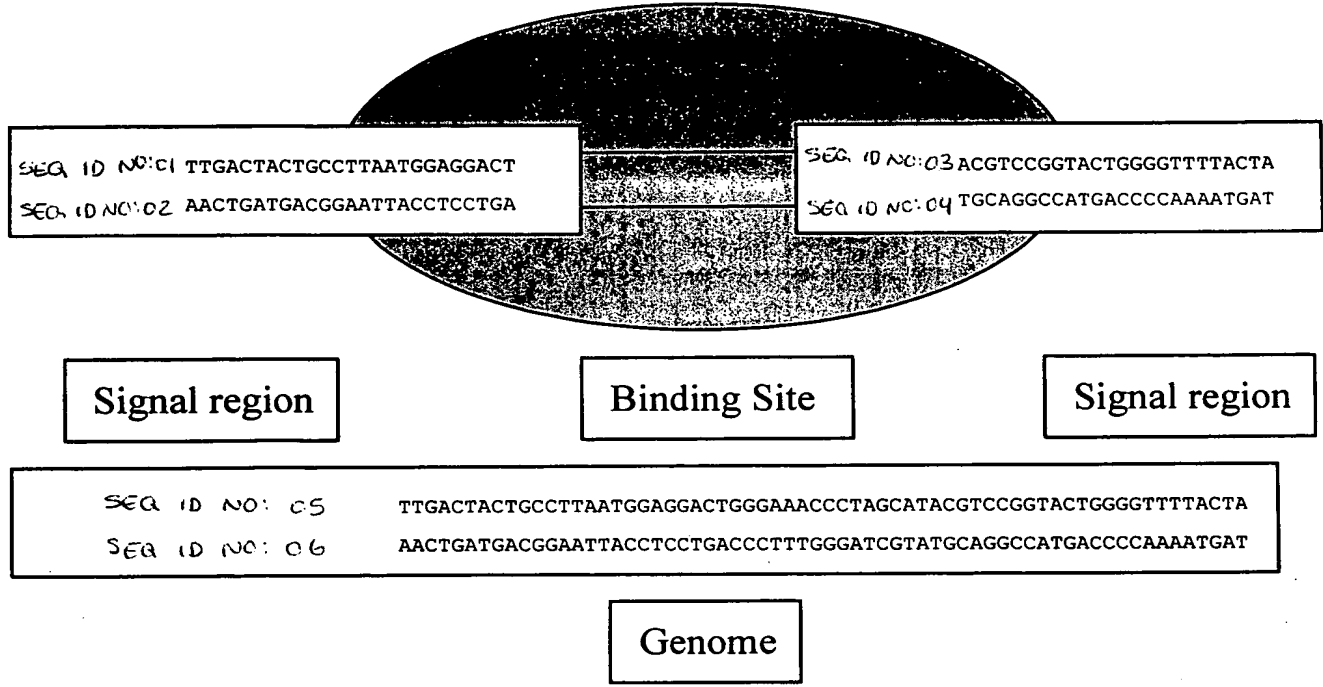 SEQ ID NO:01 TTGACTACTGCCTTAATGGAGGACT
SEQ ID NO:02 AACTGATGACGGAATTACCTCCTGA
SEQ ID NO:03 ACGTCCGGTACTGGGGTTTTACTA
SEQ ID NO:04 TGCAGGCCATGACCCCAAAATGAT
Signal region
Binding Site
Signal region
SEQ ID NO: 05 TTGACTACTGCCTTAATGGAGGACTGGGAAACCCTAGCATACGTCCGGTACTGGGGTTTTACTA
SEQ ID NO: 06 AACTGATGACGGAATTACCTCCTGACCCTTTGGGATCGTATGCAGGCCATGACCCCAAAATGAT
Genome